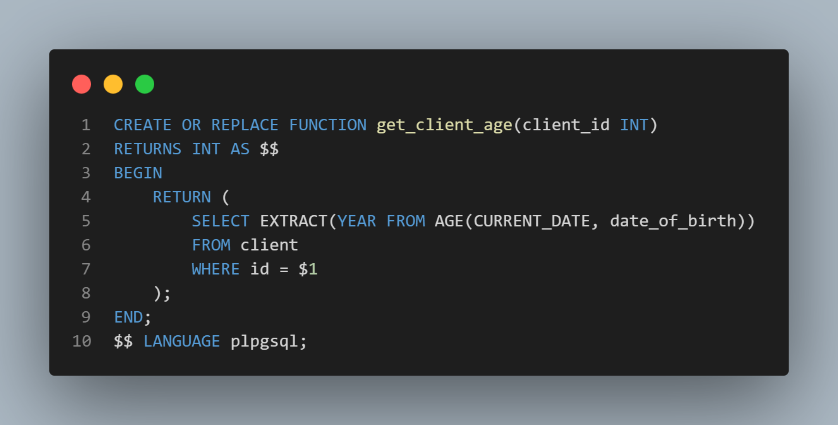 1 CREATE OR REPLACE FUNCTION get_client_age(client_id INT)
2 RETURNS INT AS $$
3 BEGIN
4     RETURN (
5         SELECT EXTRACT(YEAR FROM AGE(CURRENT_DATE, date_of_birth))
6         FROM client
7         WHERE id = $1
8     );
9 END;
10 $$ LANGUAGE plpgsql;